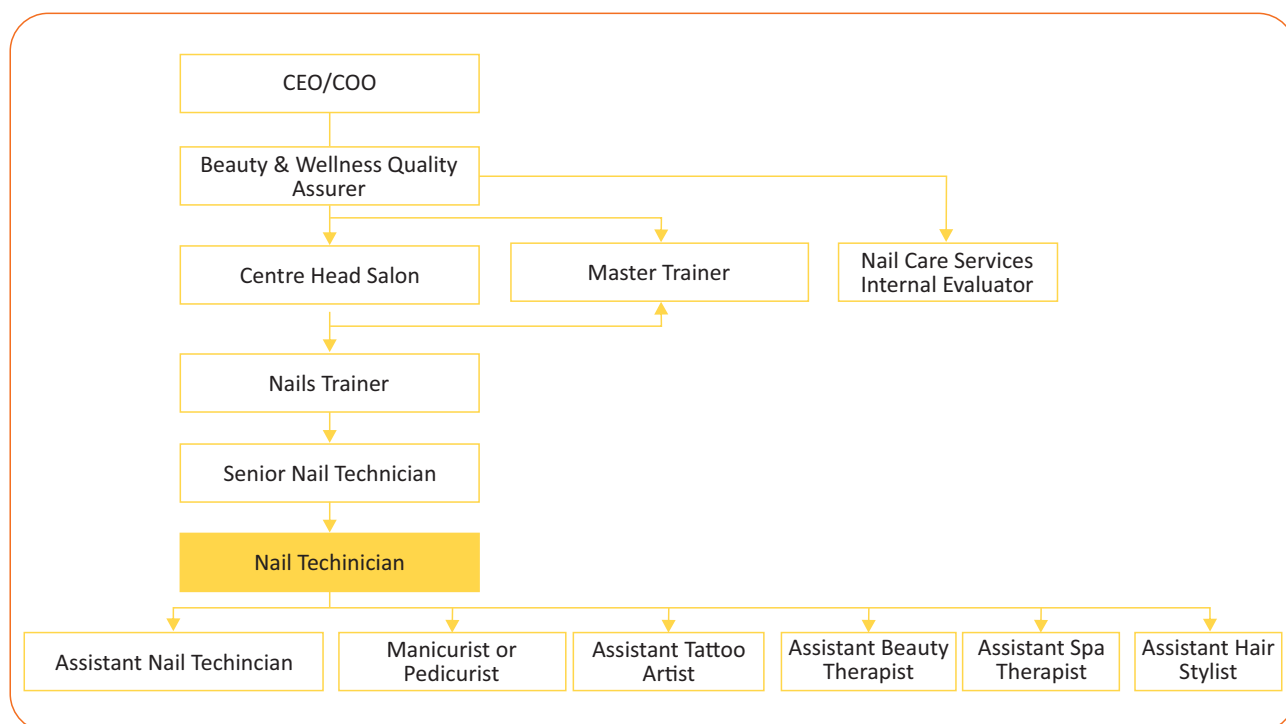 CEO/COO
Beauty & Wellness Quality
Assurer
Centre Head Salon
Master Trainer
Nail Care Services
Internal Evaluator
Nails Trainer
Senior Nail Technician
Nail Techinician
Assistant Nail Techincian
Manicurist or
Pedicurist
Assistant Tattoo
Artist
Assistant Beauty
Therapist
Assistant Spa
Therapist
Assistant Hair
Stylist